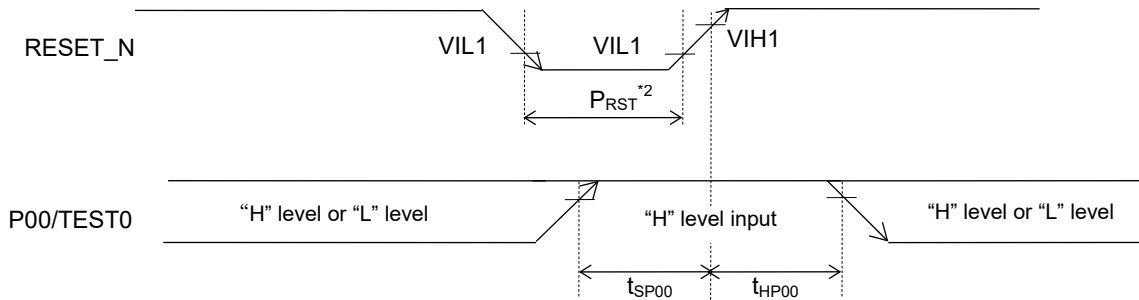 RESET_N
VIL1
VIL1
VIH1
PRST*2
P00/TEST0
“H” level or “L” level
“H” level input
“H” level or “L” level
tSP00
tHP00